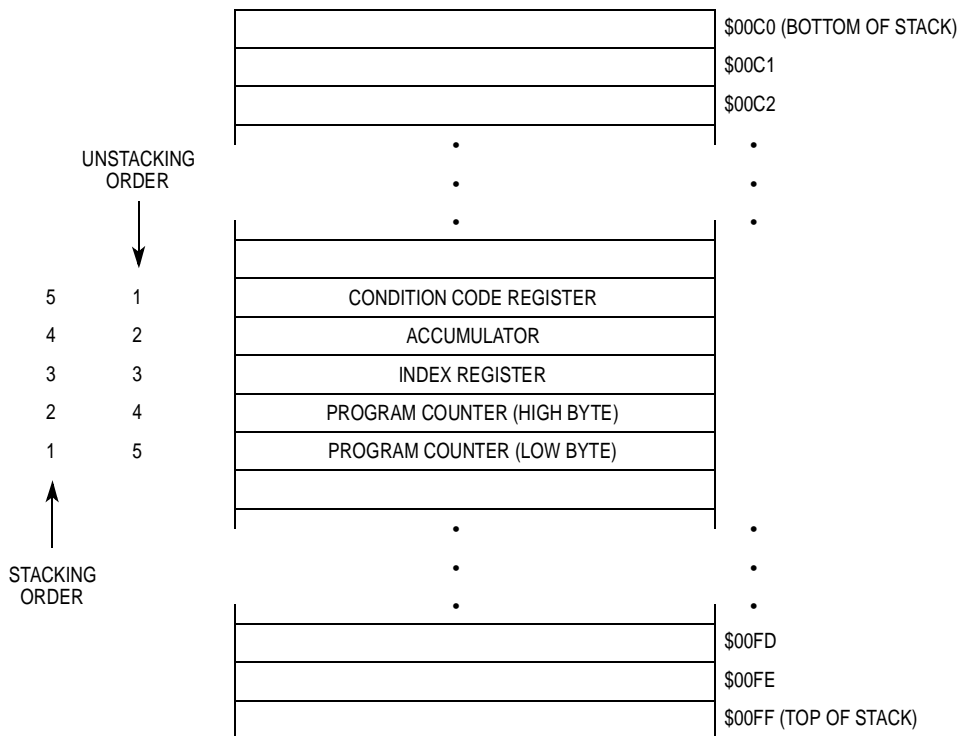 $00C0 (BOTTOM OF STACK)
$00C1
$00C2
UNSTACKING
ORDER
5 1 CONDITION CODE REGISTER
4 2 ACCUMULATOR
3 3 INDEX REGISTER
2 4 PROGRAM COUNTER (HIGH BYTE)
1 5 PROGRAM COUNTER (LOW BYTE)
STACKING
ORDER
$00FD
$00FE
$00FF (TOP OF STACK)